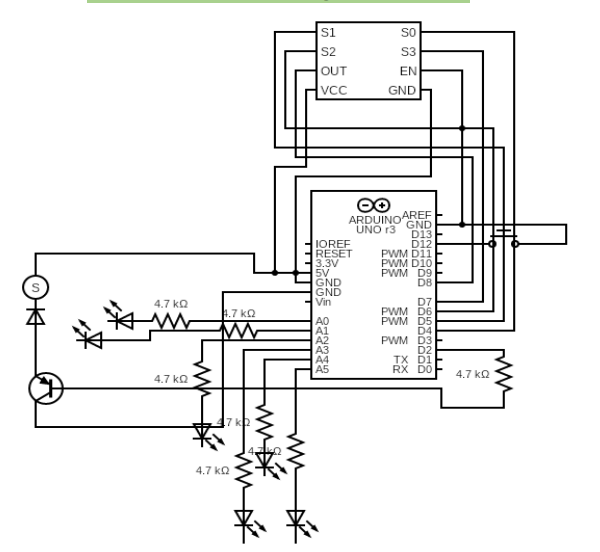 S1 S0
S2 S3
OUT EN
VCC GND
ARDUINO
UNO r3
AREF
GND
D13
IOREF D12
RESET PWM D11
3.3V PWM D10
5V PWM D9
GND D8
GND
Vin D7
PWM D6
A0 PWM D5
A1 D4
A2 PWM D3
A3 D2
A4 TX D1
A5 RX D0
S
4.7 kΩ
4.7 kΩ
4.7 kΩ
4.7 kΩ
4.7 kΩ
4.7 kΩ
4.7 kΩ